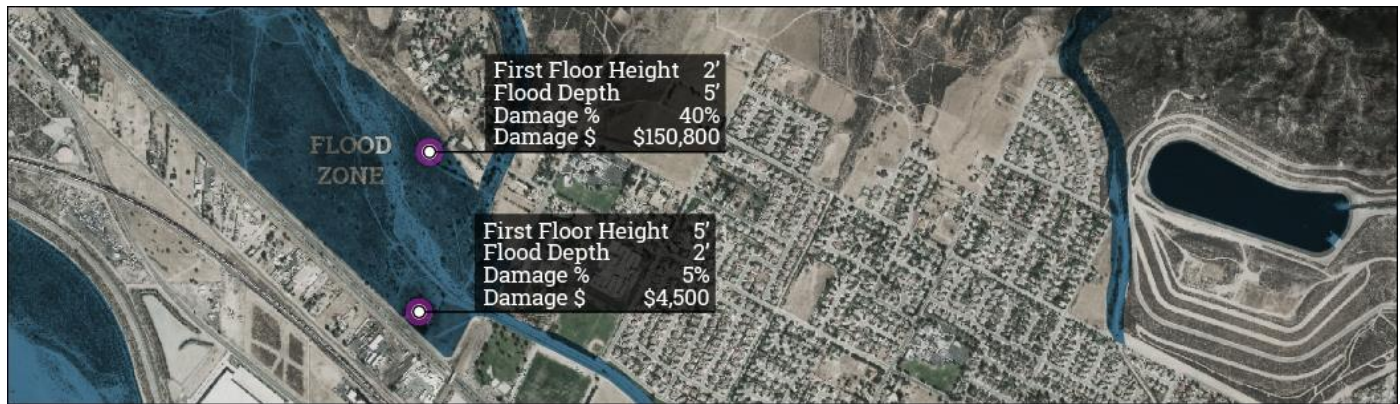 First Floor Height 2'
Flood Depth 5'
Damage % 40%
Damage $ $150,800
FLOOD
ZONE
First Floor Height 5'
Flood Depth 2'
Damage % 5%
Damage $ $4,500